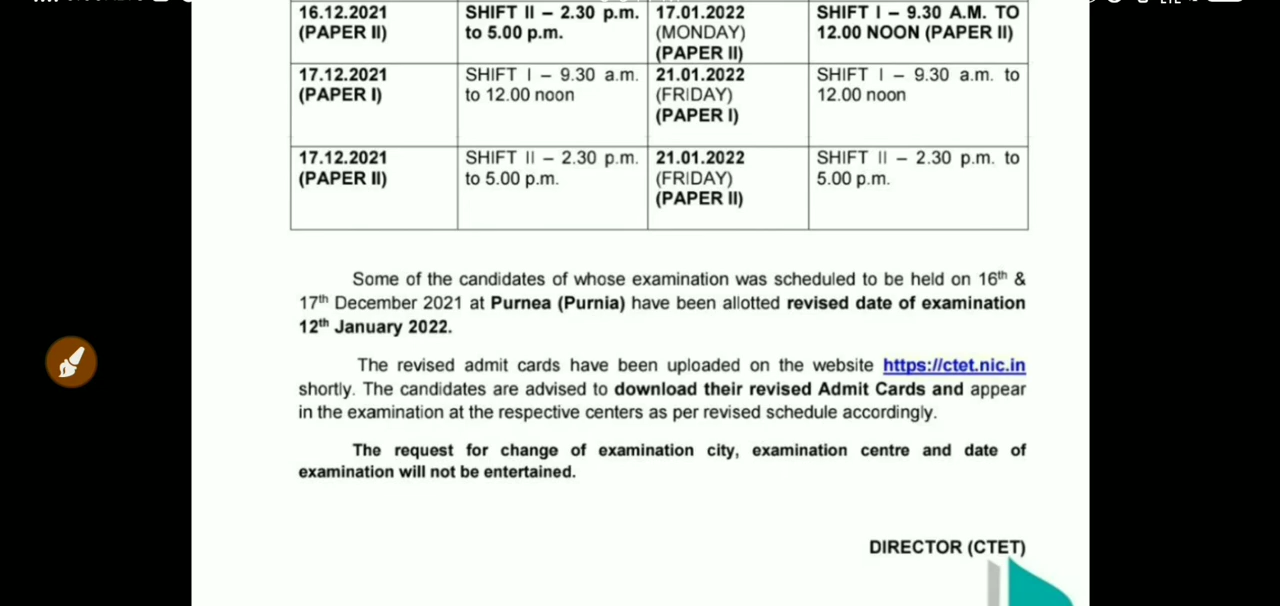 16.12.2021 SHIFT II – 2.30 p.m. 17.01.2022 SHIFT I – 9.30 A.M. TO
(PAPER II) to 5.00 p.m. (MONDAY) 12.00 NOON (PAPER II)
(PAPER II)
17.12.2021 SHIFT I – 9.30 a.m. 21.01.2022 SHIFT I – 9.30 a.m. to
(PAPER I) to 12.00 noon (FRIDAY) 12.00 noon
(PAPER I)
17.12.2021 SHIFT II – 2.30 p.m. 21.01.2022 SHIFT II – 2.30 p.m. to
(PAPER II) to 5.00 p.m. (FRIDAY) 5.00 p.m.
(PAPER II)
Some of the candidates of whose examination was scheduled to be held on 16th &
17th December 2021 at Purnea (Purnia) have been allotted revised date of examination
12th January 2022.
The revised admit cards have been uploaded on the website https://ctet.nic.in
shortly. The candidates are advised to download their revised Admit Cards and appear
in the examination at the respective centers as per revised schedule accordingly.
The request for change of examination city, examination centre and date of
examination will not be entertained.
DIRECTOR (CTET)